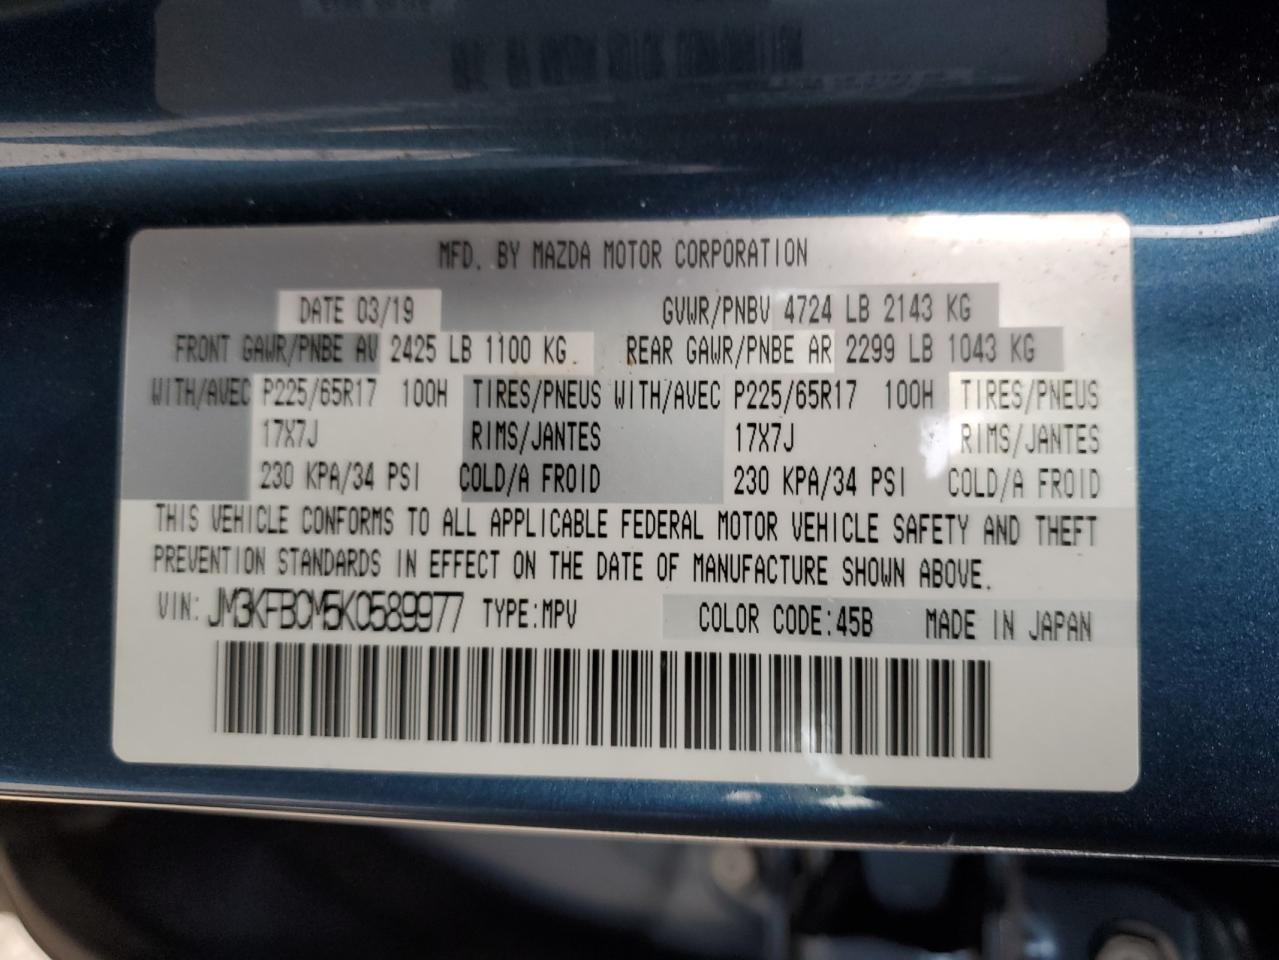 MFD. BY MAZDA MOTOR CORPORATION
DATE 03/19 GVWR/PNBV 4724 LB 2143 KG
FRONT GAWR/PNBE AV 2425 LB 1100 KG REAR GAWR/PNBE AR 2299 LB 1043 KG
WITH/AVEC P225/65R17 100H TIRES/PNEUS WITH/AVEC P225/65R17 100H TIRES/PNEUS
17X7J RIMS/JANTES 17X7J RIMS/JANTES
230 KPA/34 PSI COLD/A FROID 230 KPA/34 PSI COLD/A FROID
THIS VEHICLE CONFORMS TO ALL APPLICABLE FEDERAL MOTOR VEHICLE SAFETY AND THEFT
PREVENTION STANDARDS IN EFFECT ON THE DATE OF MANUFACTURE SHOWN ABOVE.
VIN: JM3KFBCM5K0589977 TYPE:MPV COLOR CODE:45B MADE IN JAPAN